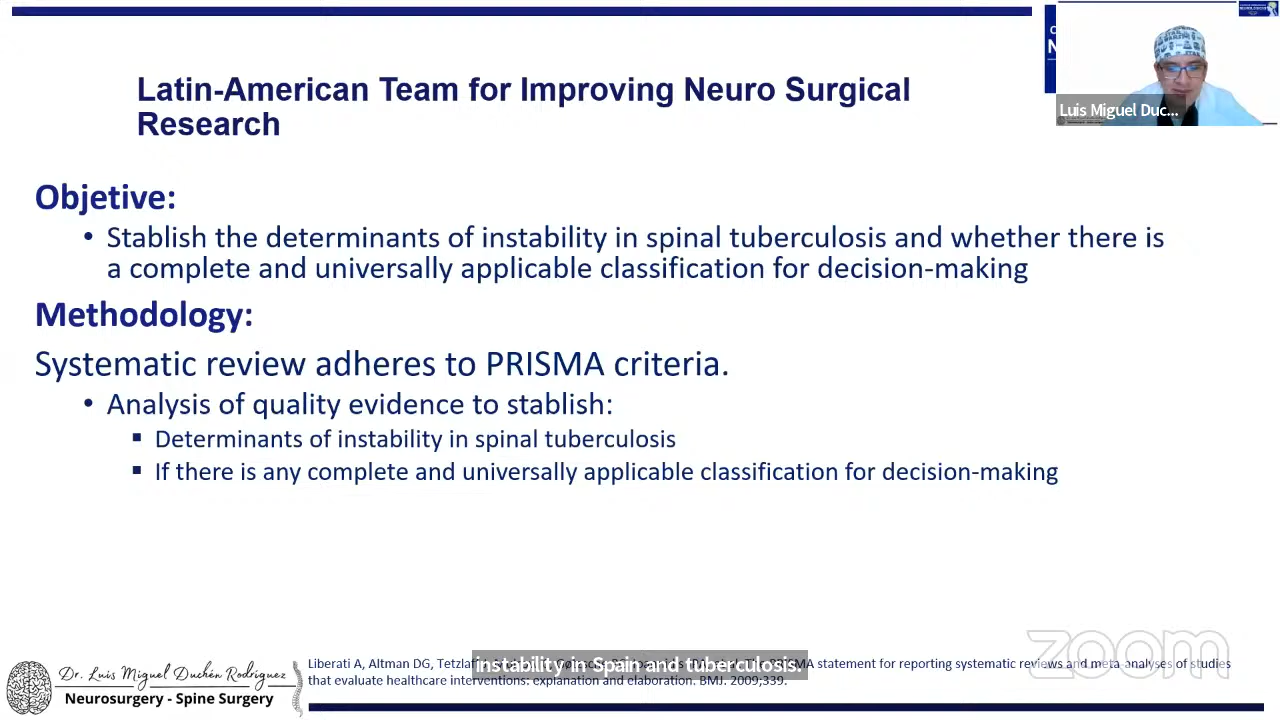 Latin-American Team for Improving Neuro Surgical
Research
Luis Miguel Duc...
Objetive:
• Stablish the determinants of instability in spinal tuberculosis and whether there is
a complete and universally applicable classification for decision-making
Methodology:
Systematic review adheres to PRISMA criteria.
• Analysis of quality evidence to stablish:
▪ Determinants of instability in spinal tuberculosis
▪ If there is any complete and universally applicable classification for decision-making
zoom
Dr. Luis Miguel Duchén Rodríguez
Neurosurgery - Spine Surgery
Liberati A, Altman DG, Tetzlaff statement for reporting systematic reviews and meta-analyses of studies
that evaluate healthcare interventions: explanation and elaboration. BMJ. 2009;339.
instability in Spain and tuberculosis.